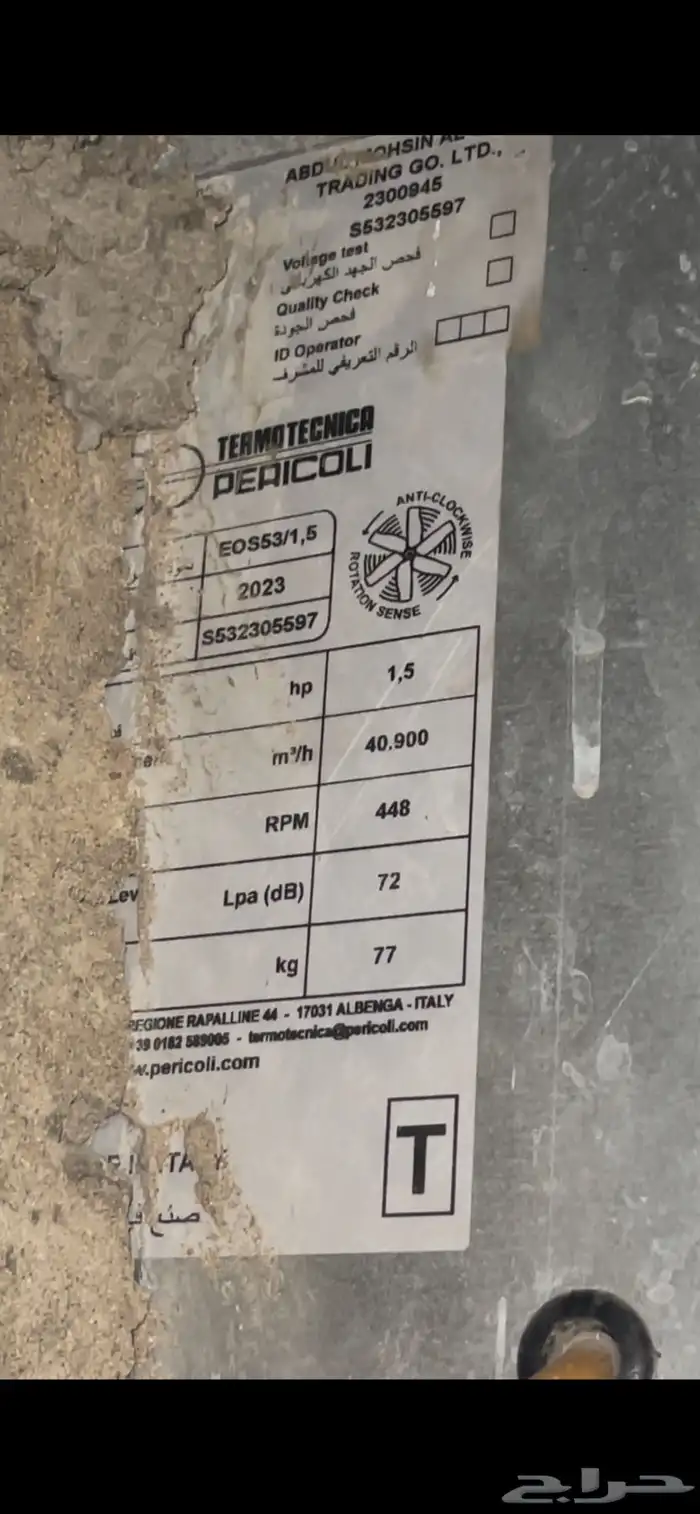 TRADING GO. LTD.,
2300945
S532305597
Voltage test
فحص الجهد الكهربائي
Quality Check
فحص الجودة
ID Operator
الرقم التعريفي للمشرف
TERMOTECNICA
PERICOLI
EOS53/1,5
2023
S532305597
ANTI-CLOCKWISE
ROTATION SENSE
hp 1,5
m³/h 40.900
RPM 448
Lpa (dB) 72
kg 77
REGIONE RAPALLINE 44 - 17031 ALBENGA - ITALY
39 0182 589005 - termotecnica@pericoli.com
w.pericoli.com
T
صنع
حراج